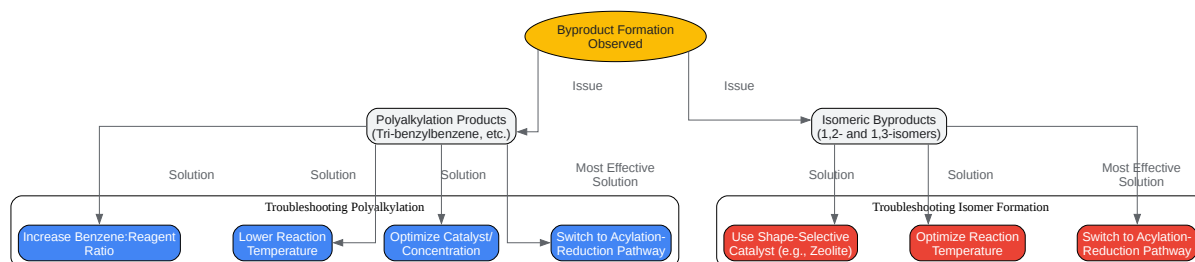 Byproduct Formation
Observed
Issue
Issue
Polyalkylation Products
(Tri-benzylbenzene, etc.)
Isomeric Byproducts
(1,2- and 1,3-isomers)
Solution
Solution
Solution
Most Effective
Solution
Solution
Solution
Most Effective
Solution
Troubleshooting Polyalkylation
Increase Benzene:Reagent
Ratio
Lower Reaction
Temperature
Optimize Catalyst/
Concentration
Switch to Acylation-
Reduction Pathway
Troubleshooting Isomer Formation
Use Shape-Selective
Catalyst (e.g., Zeolite)
Optimize Reaction
Temperature
Switch to Acylation-
Reduction Pathway